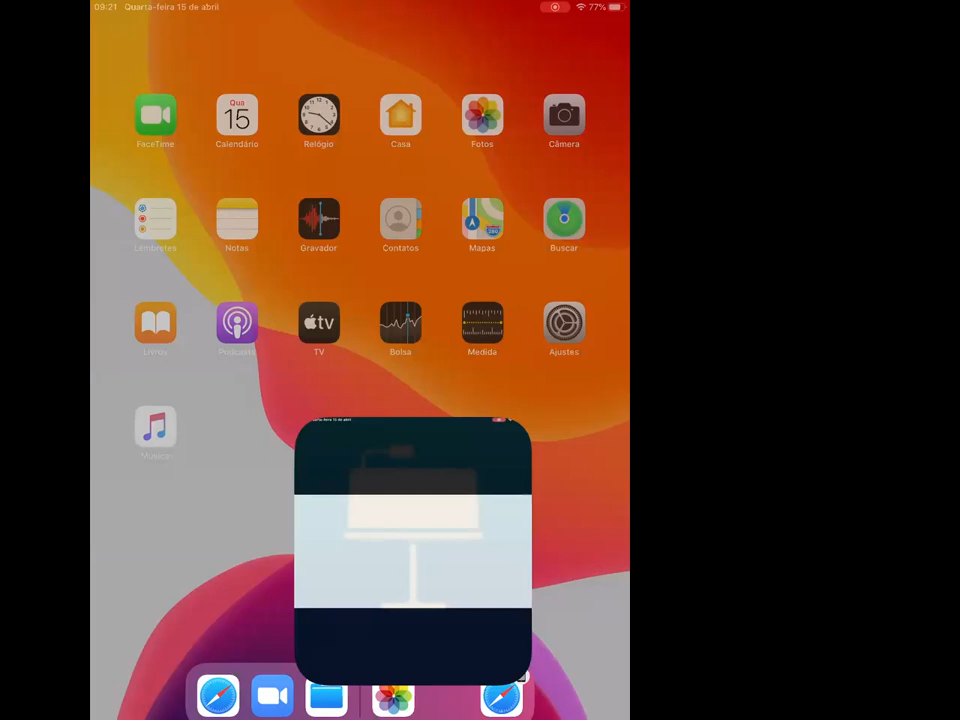 09:21 Quarta-feira 15 de abril
77%
Qua
15
FaceTime
Calendário
Relógio
Casa
Fotos
Câmera
Lembretes
Notas
Gravador
Contatos
Mapas
Buscar
Livros
Podcasts
tv
TV
Bolsa
Medida
Ajustes
Música